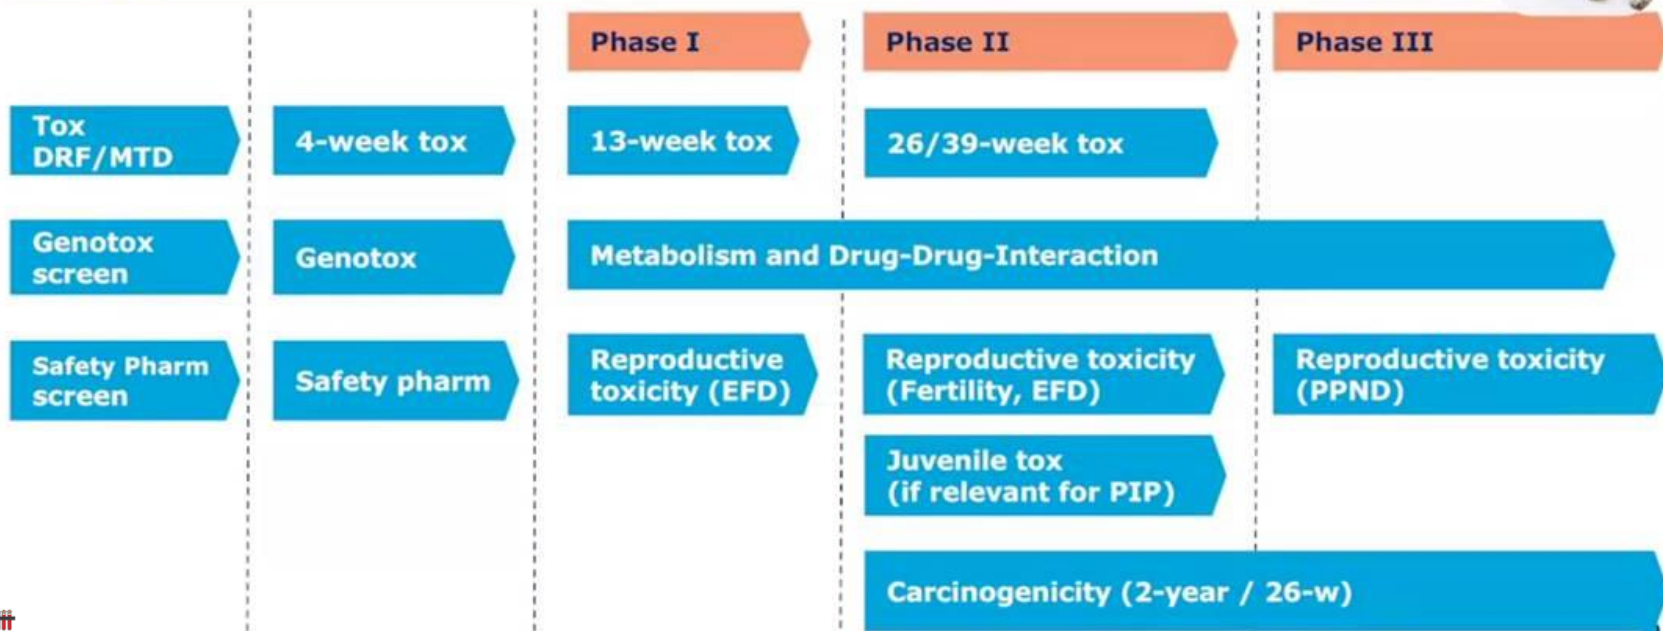 Phase I
Phase II
Phase III
Tox
DRF/MTD
4-week tox
13-week tox
26/39-week tox
Genotox
screen
Genotox
Metabolism and Drug-Drug-Interaction
Safety Pharm
screen
Safety pharm
Reproductive
toxicity (EFD)
Reproductive toxicity
(Fertility, EFD)
Reproductive toxicity
(PPND)
Juvenile tox
(if relevant for PIP)
Carcinogenicity (2-year / 26-w)